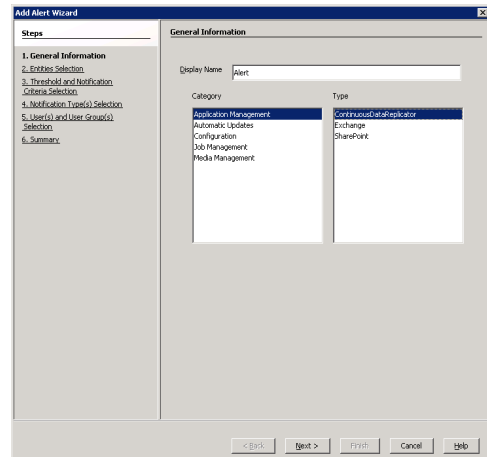 Add Alert Wizard
Steps
1. General Information
2. Entities Selection
3. Threshold and Notification
Criteria Selection
4. Notification Type(s) Selection
5. User(s) and User Group(s)
Selection
6. Summary
General Information
Display Name Alert
Category Type
Application Management ContinuousDataReplicator
Automatic Updates Exchange
Configuration SharePoint
Job Management
Media Management
< Back Next > Finish Cancel Help